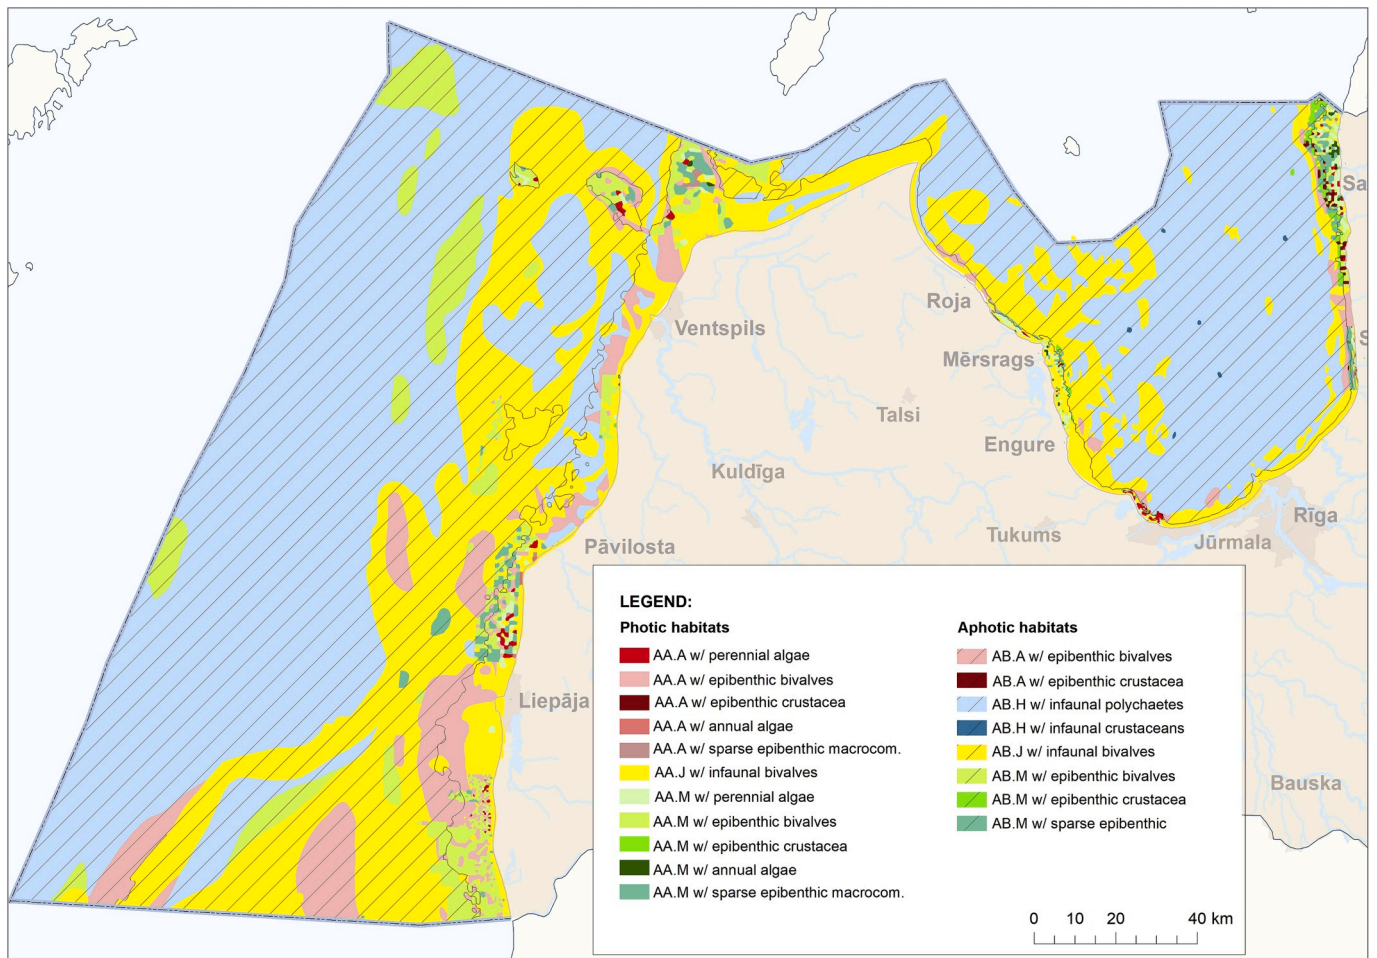 Sa
S
Roja
Ventspils
Mērsrags
Talsi
Engure
Kuldīga
Rīga
Tukums
Jūrmala
Pāvilosta
Liepāja
Bauska
LEGEND:
Photic habitats
AA.A w/ perennial algae
AA.A w/ epibenthic bivalves
AA.A w/ epibenthic crustacea
AA.A w/ annual algae
AA.A w/ sparse epibenthic macrocom.
AA.J w/ infaunal bivalves
AA.M w/ perennial algae
AA.M w/ epibenthic bivalves
AA.M w/ epibenthic crustacea
AA.M w/ annual algae
AA.M w/ sparse epibenthic macrocom.
Aphotic habitats
AB.A w/ epibenthic bivalves
AB.A w/ epibenthic crustacea
AB.H w/ infaunal polychaetes
AB.H w/ infaunal crustaceans
AB.J w/ infaunal bivalves
AB.M w/ epibenthic bivalves
AB.M w/ epibenthic crustacea
AB.M w/ sparse epibenthic
0 10 20 40 km